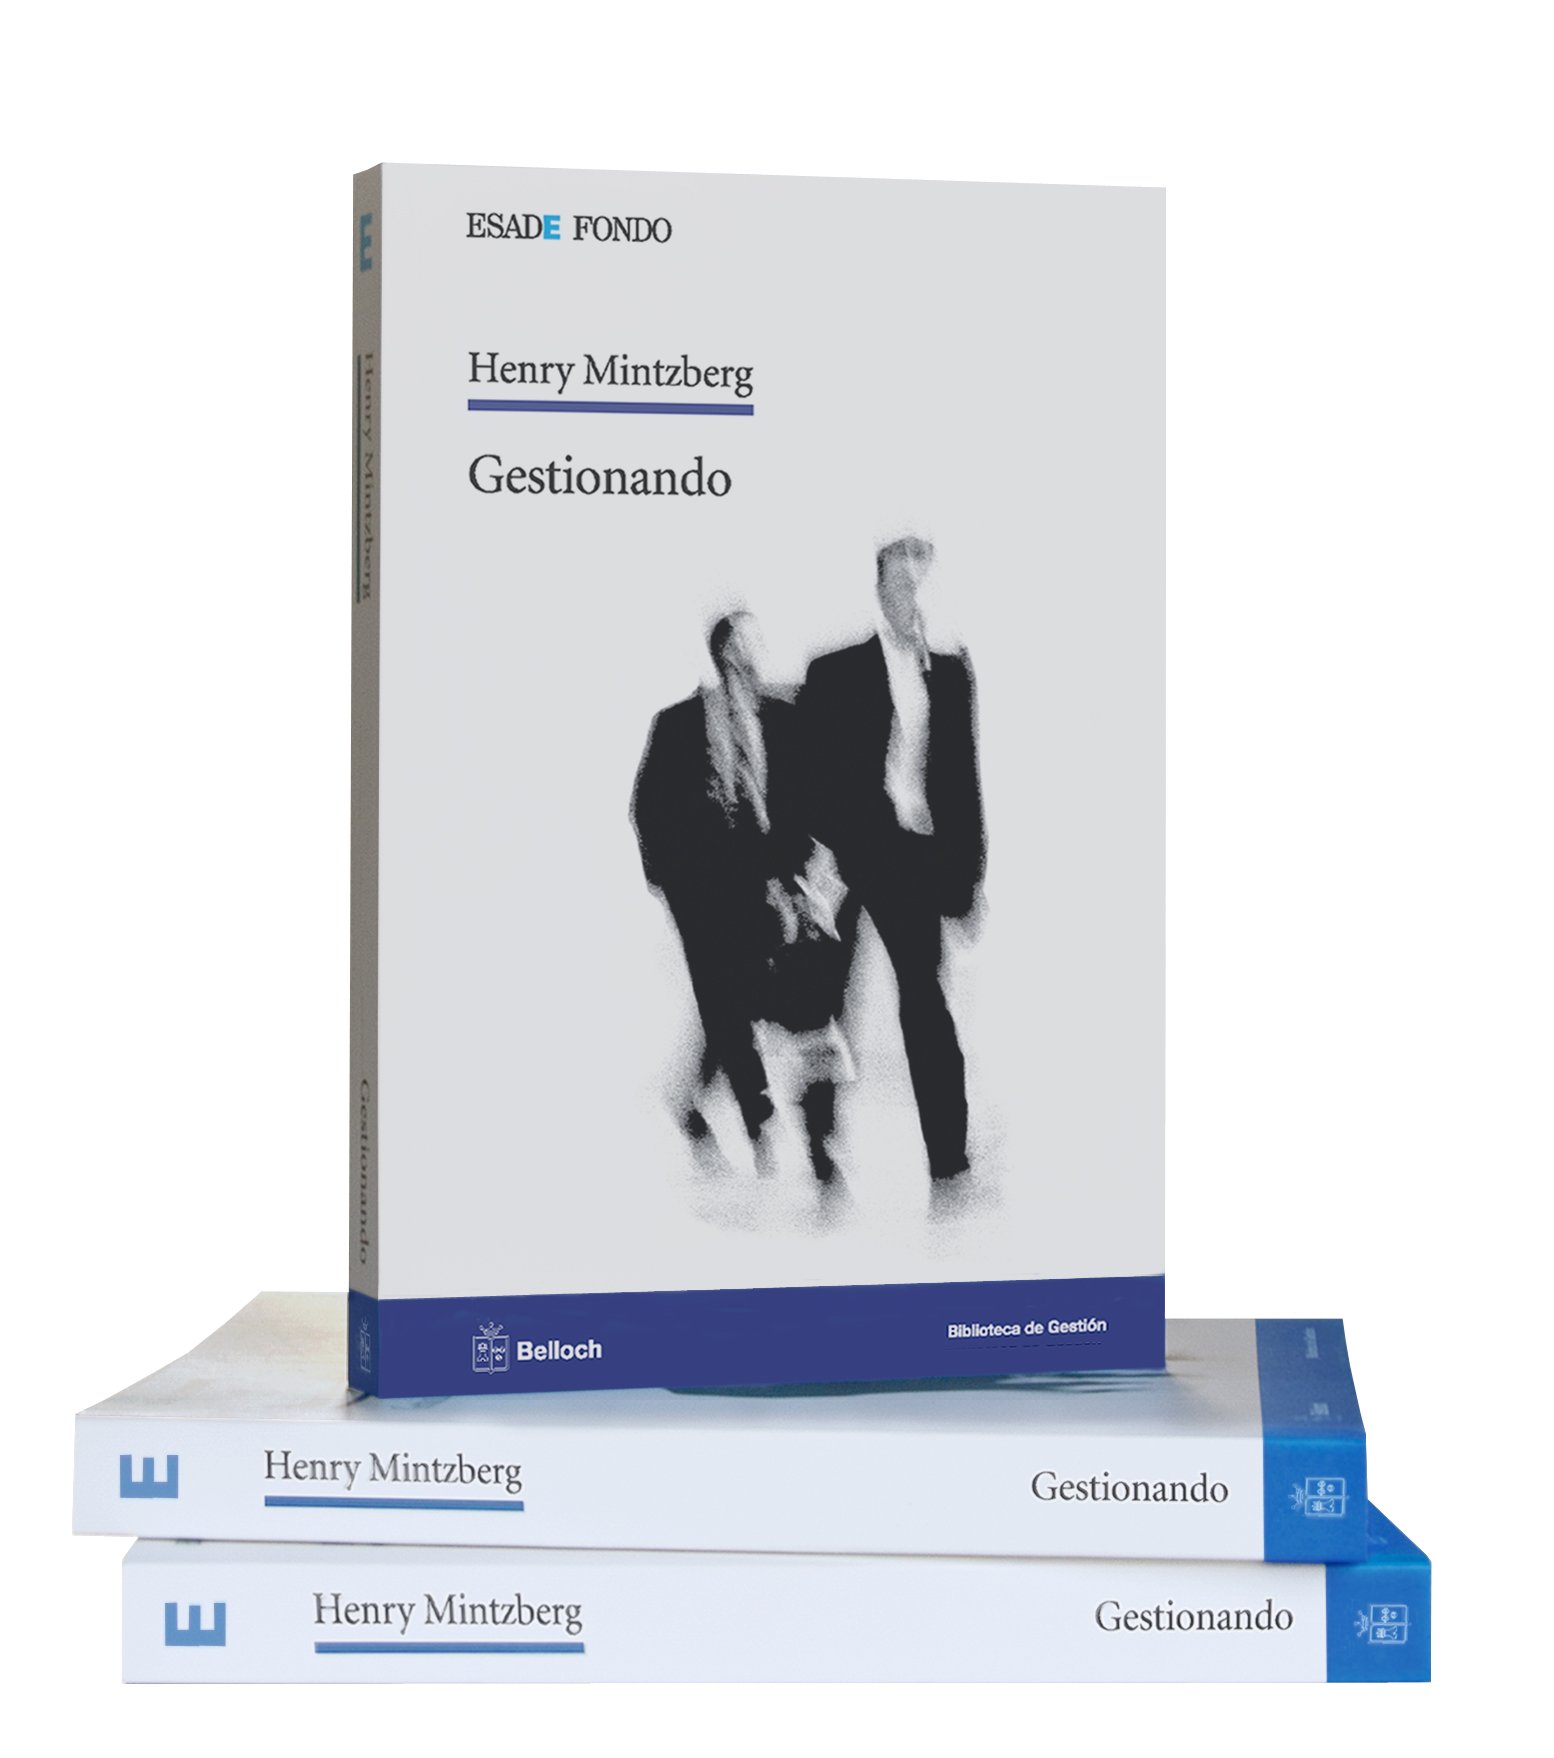 ESADE FONDO
Henry Mintzberg
Gestionando
Belloch
Biblioteca de Gestión
E
Henry Mintzberg
Gestionando
E
Henry Mintzberg
Gestionando
E
Henry Mintzberg
Gestionando